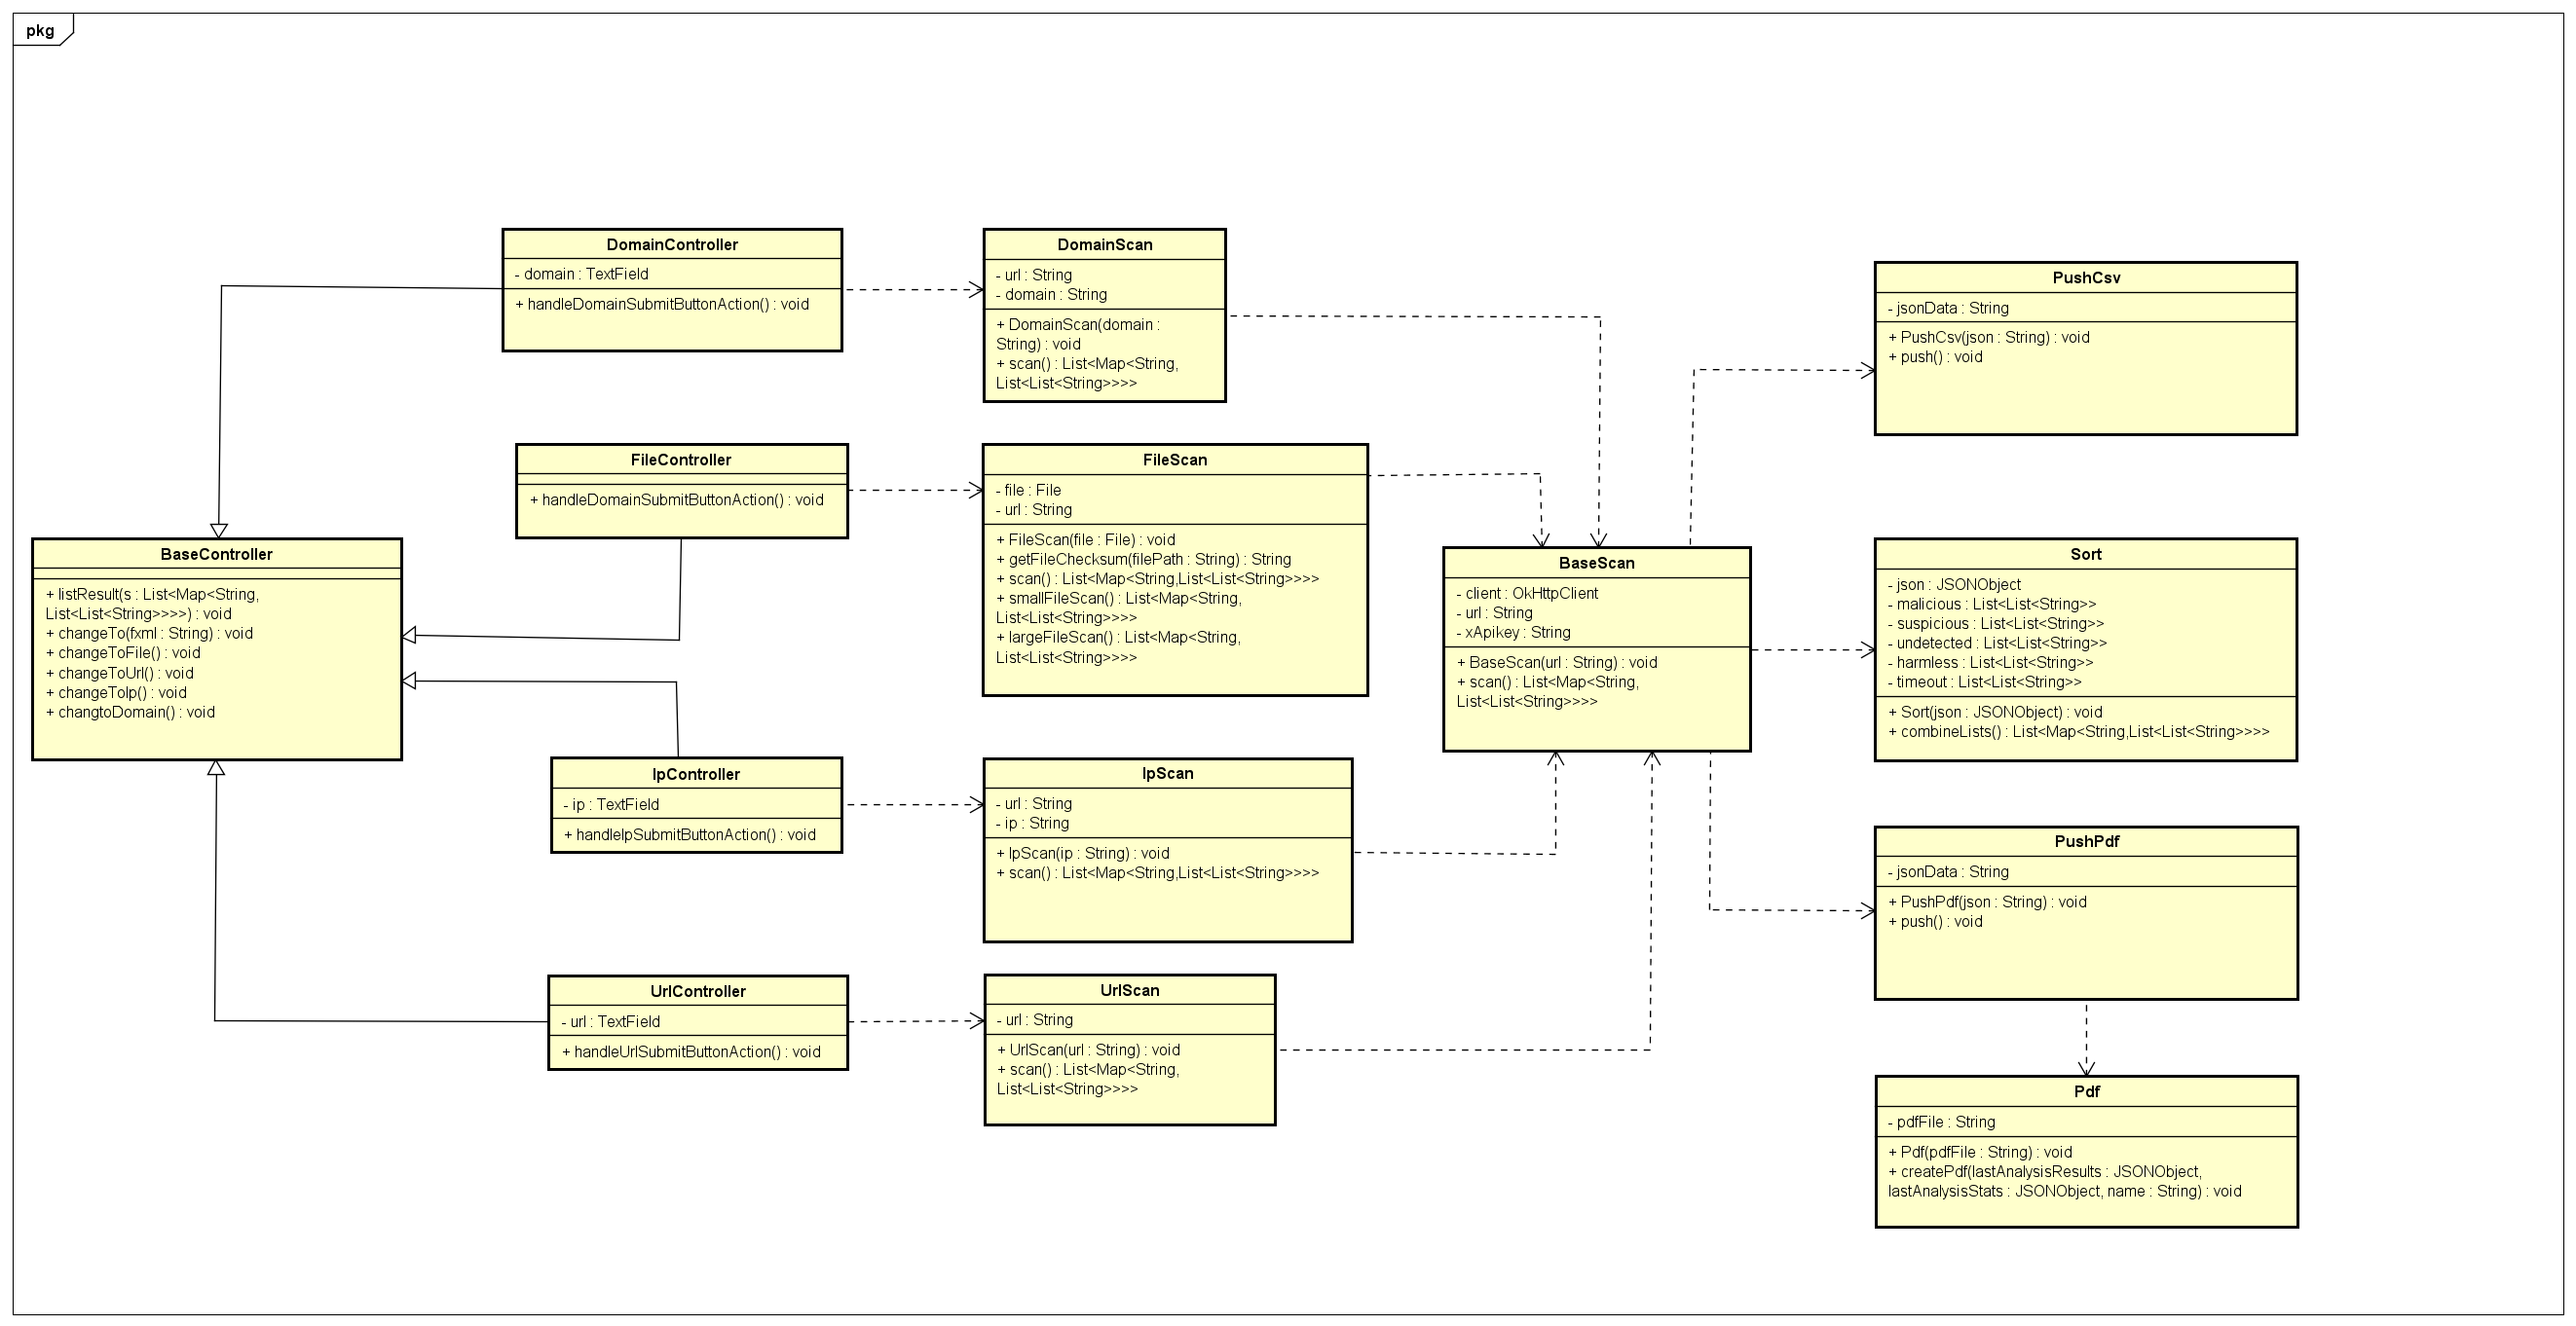 pkg
DomainController
- domain : TextField
+ handleDomainSubmitButtonAction() : void
DomainScan
- url : String
- domain : String
+ DomainScan(domain :
String) : void
+ scan() : List<Map<String,
List<List<String>>>>
PushCsv
- jsonData : String
+ PushCsv(json : String) : void
+ push() : void
FileController
+ handleDomainSubmitButtonAction() : void
FileScan
- file : File
- url : String
+ FileScan(file : File) : void
+ getFileChecksum(filePath : String) : String
+ scan() : List<Map<String,List<List<String>>>>
+ smallFileScan() : List<Map<String,
List<List<String>>>>
+ largeFileScan() : List<Map<String,
List<List<String>>>>
BaseController
+ listResult(s : List<Map<String,
List<List<String>>>>) : void
+ changeTo(fxml : String) : void
+ changeToFile() : void
+ changeToUrl() : void
+ changeToIp() : void
+ changtoDomain() : void
BaseScan
- client : OkHttpClient
- url : String
- xApikey : String
+ BaseScan(url : String) : void
+ scan() : List<Map<String,
List<List<String>>>>
Sort
- json : JSONObject
- malicious : List<List<String>>
- suspicious : List<List<String>>
- undetected : List<List<String>>
- harmless : List<List<String>>
- timeout : List<List<String>>
+ Sort(json : JSONObject) : void
+ combineLists() : List<Map<String,List<List<String>>>>
IpController
- ip : TextField
+ handleIpSubmitButtonAction() : void
IpScan
- url : String
- ip : String
+ IpScan(ip : String) : void
+ scan() : List<Map<String,List<List<String>>>>
PushPdf
- jsonData : String
+ PushPdf(json : String) : void
+ push() : void
UrlController
- url : TextField
+ handleUrlSubmitButtonAction() : void
UrlScan
- url : String
+ UrlScan(url : String) : void
+ scan() : List<Map<String,
List<List<String>>>>
Pdf
- pdfFile : String
+ Pdf(pdfFile : String) : void
+ createPdf(lastAnalysisResults : JSONObject,
lastAnalysisStats : JSONObject, name : String) : void